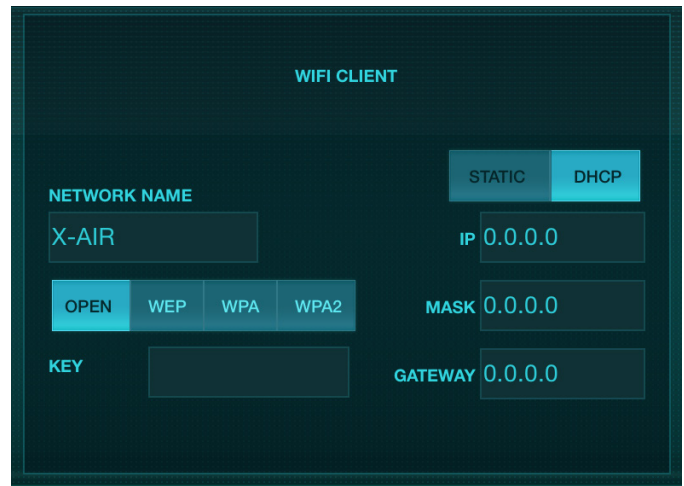 WIFI CLIENT
STATIC DHCP
NETWORK NAME
X-AIR
IP 0.0.0.0
OPEN WEP WPA WPA2
MASK 0.0.0.0
KEY
GATEWAY 0.0.0.0